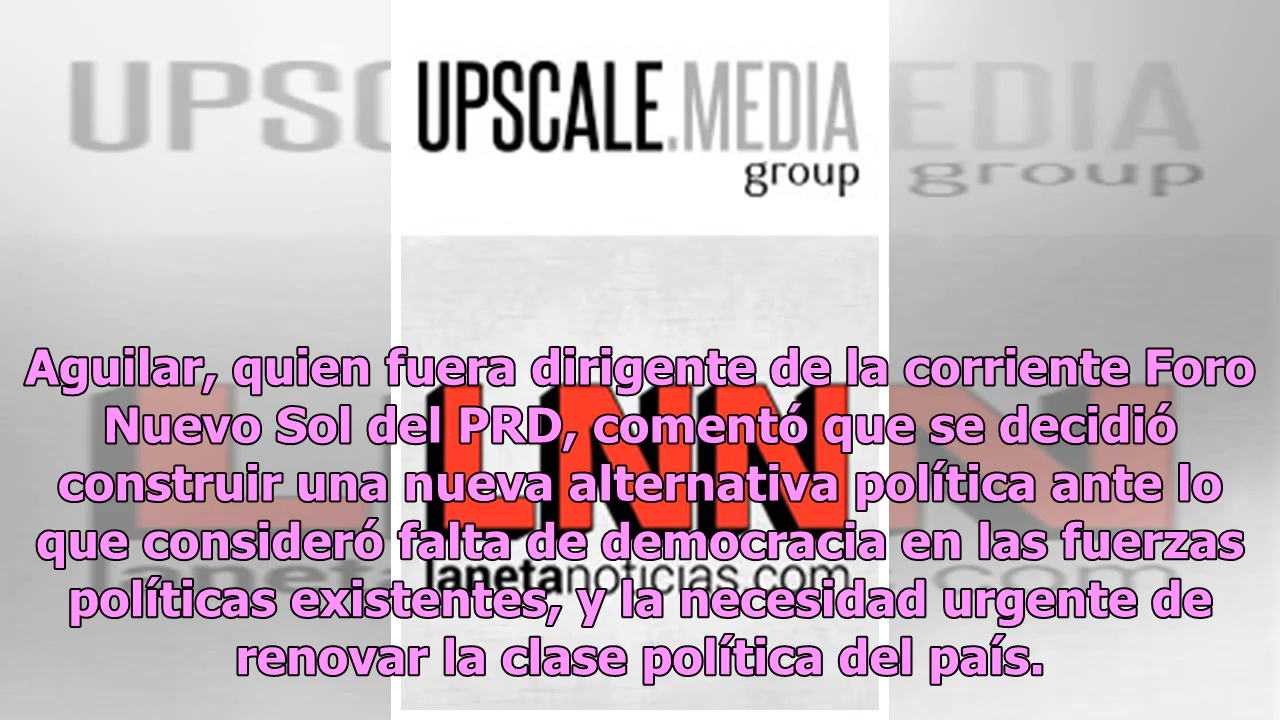 UPSCALE.MEDIA
group
Aguilar, quien fuera dirigente de la corriente Foro
Nuevo Sol del PRD, comentó que se decidió
construir una nueva alternativa política ante lo
que consideró falta de democracia en las fuerzas
políticas existentes, y la necesidad urgente de
renovar la clase política del país.
LNN
lanetanoticias.com